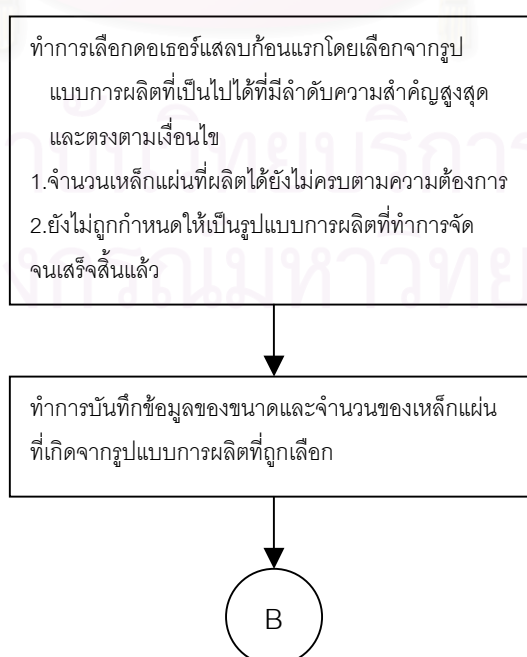 ทำการเลือกดอเธอร์แสลบก้อนแรกโดยเลือกจากรูป
แบบการผลิตที่เป็นไปได้ที่มีลำดับความสำคัญสูงสุด
และตรงตามเงื่อนไข
1.จำนวนเหล็กแผ่นที่ผลิตได้ยังไม่ครบตามความต้องการ
2.ยังไม่ถูกกำหนดให้เป็นรูปแบบการผลิตที่ทำการจัด
จนเสร็จสิ้นแล้ว
ทำการบันทึกข้อมูลของขนาดและจำนวนของเหล็กแผ่น
ที่เกิดจากรูปแบบการผลิตที่ถูกเลือก
B